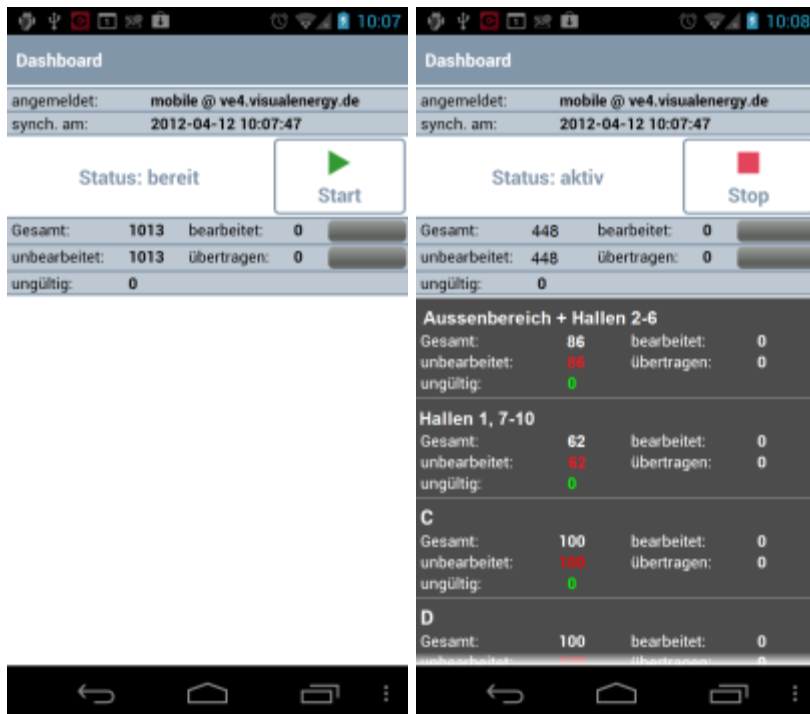 10:07
Dashboard
angemeldet: mobile @ ve4.visualenergy.de
synch. am: 2012-04-12 10:07:47
Status: bereit
Start
Gesamt: 1013 bearbeitet: 0
unbearbeitet: 1013 übertragen: 0
ungültig: 0
10:08
Dashboard
angemeldet: mobile @ ve4.visualenergy.de
synch. am: 2012-04-12 10:07:47
Status: aktiv
Stop
Gesamt: 448 bearbeitet: 0
unbearbeitet: 448 übertragen: 0
ungültig: 0
Aussenbereich + Hallen 2-6
Gesamt: 86 bearbeitet: 0
unbearbeitet: 86 übertragen: 0
ungültig: 0
Hallen 1, 7-10
Gesamt: 62 bearbeitet: 0
unbearbeitet: 62 übertragen: 0
ungültig: 0
C
Gesamt: 100 bearbeitet: 0
unbearbeitet: 100 übertragen: 0
ungültig: 0
D
Gesamt: 100 bearbeitet: 0